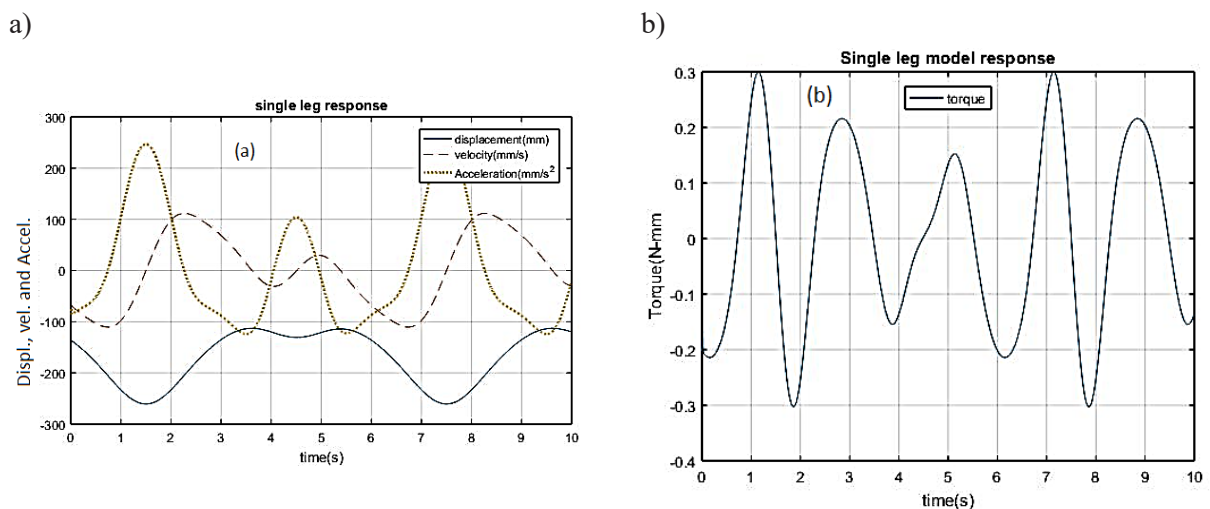 a)
single leg response
(a)
displacement(mm)
velocity(mm/s)
Acceleration(mm/s²
Displ., vel. and Accel.
300
200
100
0
-100
-200
-300
0 1 2 3 4 5 6 7 8 9 10
time(s)
b)
Single leg model response
(b)
torque
Torque(N-mm
0.3
0.2
0.1
0
-0.1
-0.2
-0.3
-0.4
0 1 2 3 4 5 6 7 8 9 10
time(s)